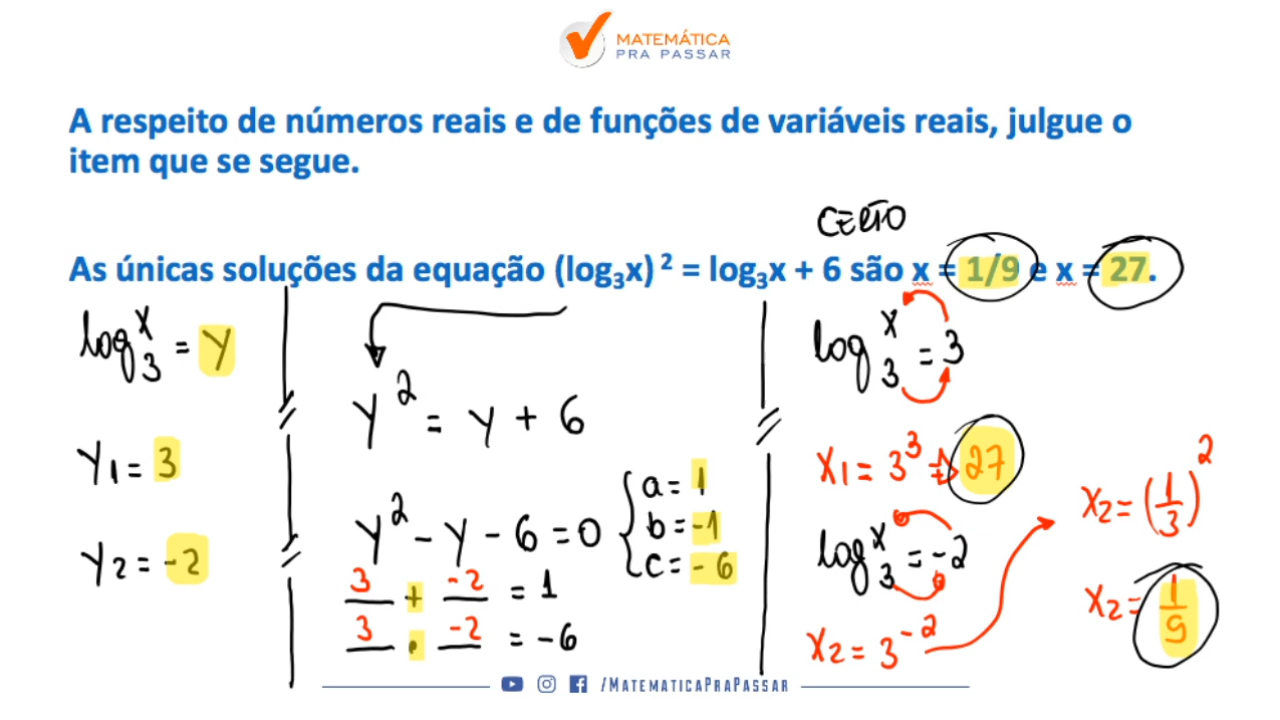 MATEMÁTICA
PRA PASSAR
A respeito de números reais e de funções de variáveis reais, julgue o
item que se segue.
CERTO
As únicas soluções da equação (log₃x) ² = log₃x + 6 são x = 1/9 e x = 27.
log₃ˣ = y
y₁ = 3
y₂ = -2
y² = y + 6
y² - y - 6 = 0
a = 1
b = -1
c = -6
3 + -2 = 1
3 . -2 = -6
log₃ˣ = 3
x₁ = 3³ ⇒ 27
log₃ˣ = -2
x₂ = 3⁻²
x₂ = (1/3)²
x₂ = 1/9
/MATEMATICAPRAPASSAR